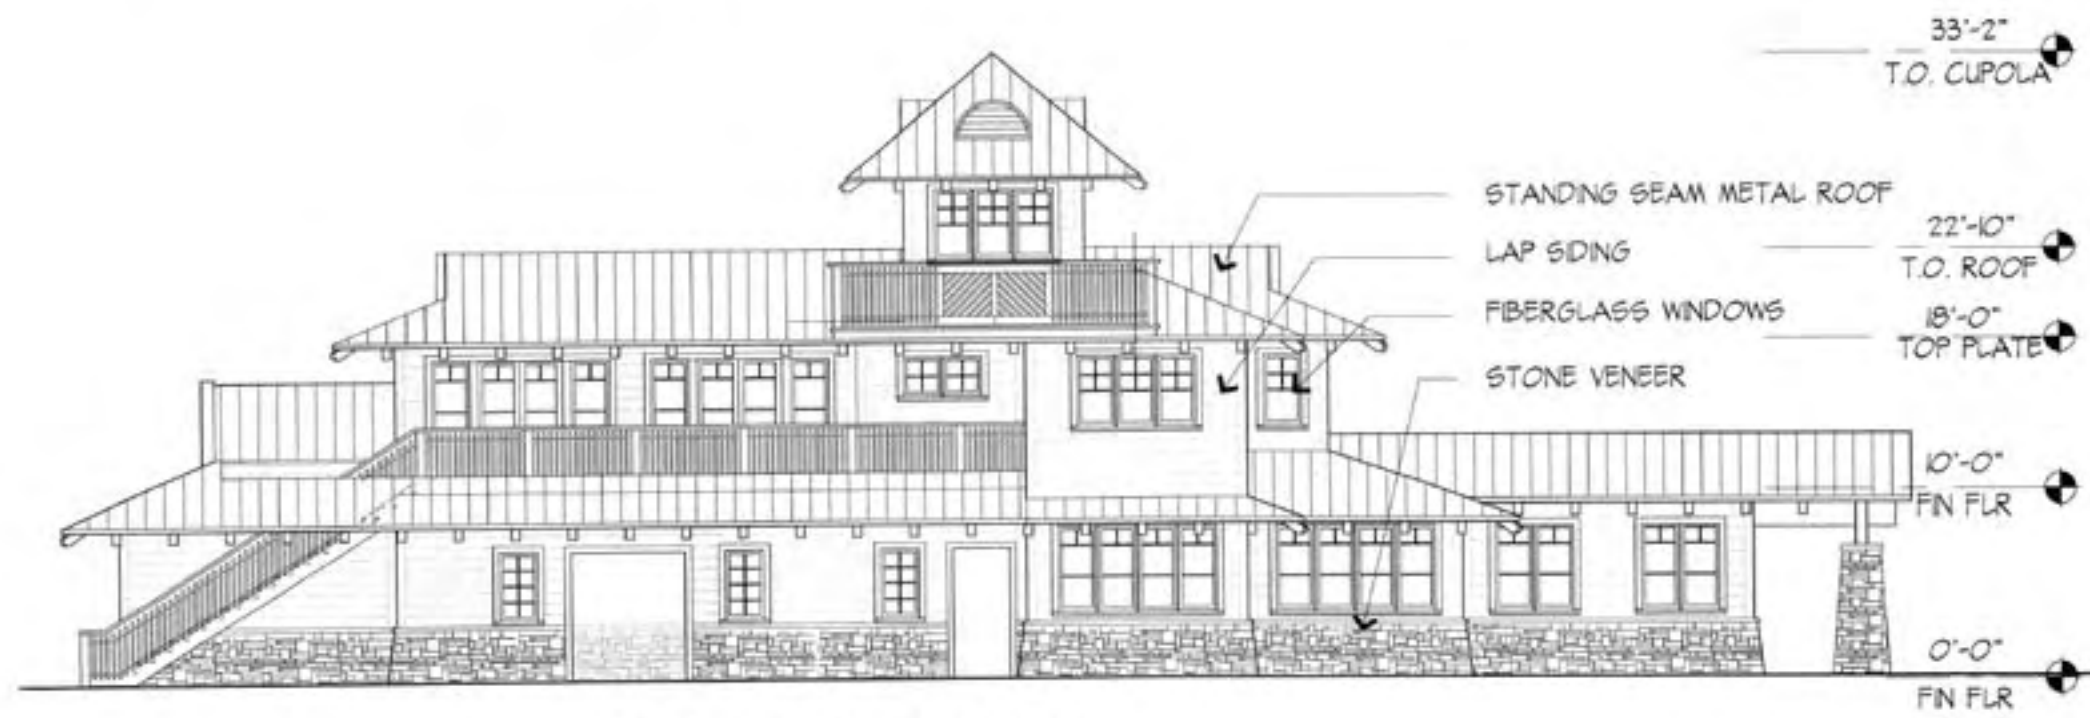 33'-2"
T.O. CUPOLA
STANDING SEAM METAL ROOF
22'-10"
LAP SIDING
T.O. ROOF
FIBERGLASS WINDOWS
18'-0"
TOP PLATE
STONE VENEER
10'-0"
FIN FLR
0'-0"
FIN FLR